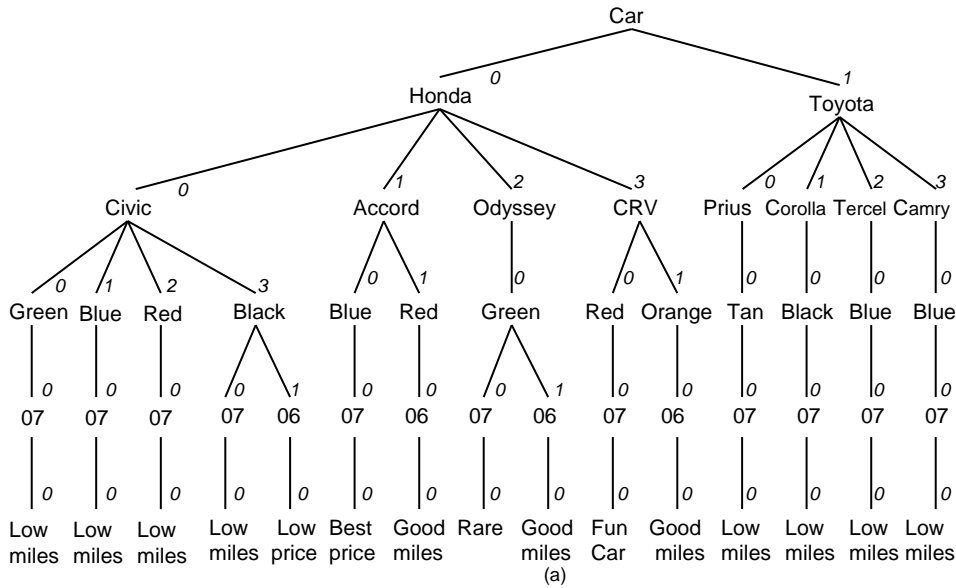 Car
0 1
Honda Toyota
0 1 2 3 0 1 2 3
Civic Accord Odyssey CRV Prius Corolla Tercel Camry
0 1 2 3 0 1 0 0 1 0 0 0 0
Green Blue Red Black Blue Red Green Red Orange Tan Black Blue Blue
0 0 0 0 1 0 0 0 1 0 0 0 0 0 0
07 07 07 07 06 07 06 07 06 07 06 07 07 07 07
0 0 0 0 0 0 0 0 0 0 0 0 0 0 0
Low Low Low Low Low Best Good Rare Good Fun Good Low Low Low Low
miles miles miles miles price price miles miles Car miles miles miles miles miles
(a)